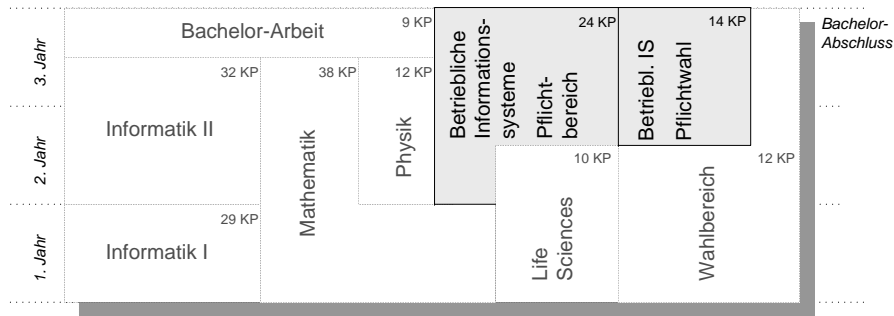 Bachelor-Arbeit
9 KP
24 KP
14 KP
Bachelor-
Abschluss
3. Jahr
32 KP
38 KP
12 KP
Betriebliche
Informations-
systeme
Pflicht-
bereich
Betriebl. IS
Pflichtwahl
Informatik II
Mathematik
Physik
2. Jahr
10 KP
12 KP
29 KP
Informatik I
1. Jahr
Life
Sciences
Wahlbereich